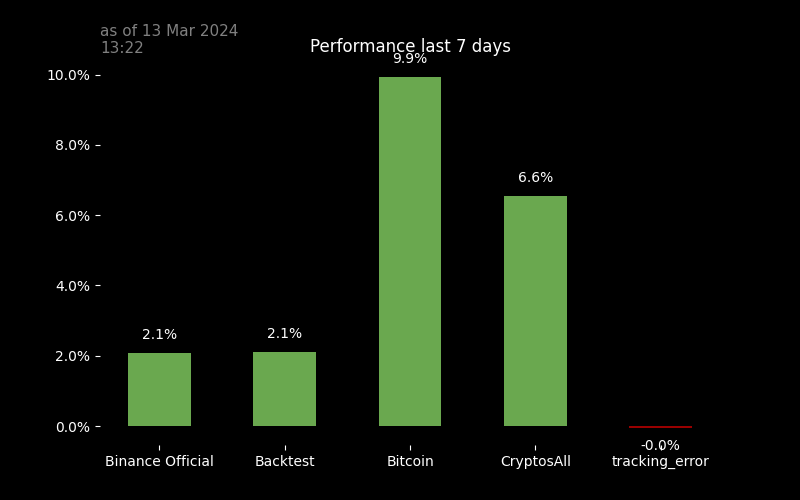 as of 13 Mar 2024
13:22
Performance last 7 days
9.9%
10.0%
8.0%
6.6%
6.0%
4.0%
2.1%
2.1%
2.0%
0.0%
-0.0%
Binance Official
Backtest
Bitcoin
CryptosAll
tracking_error